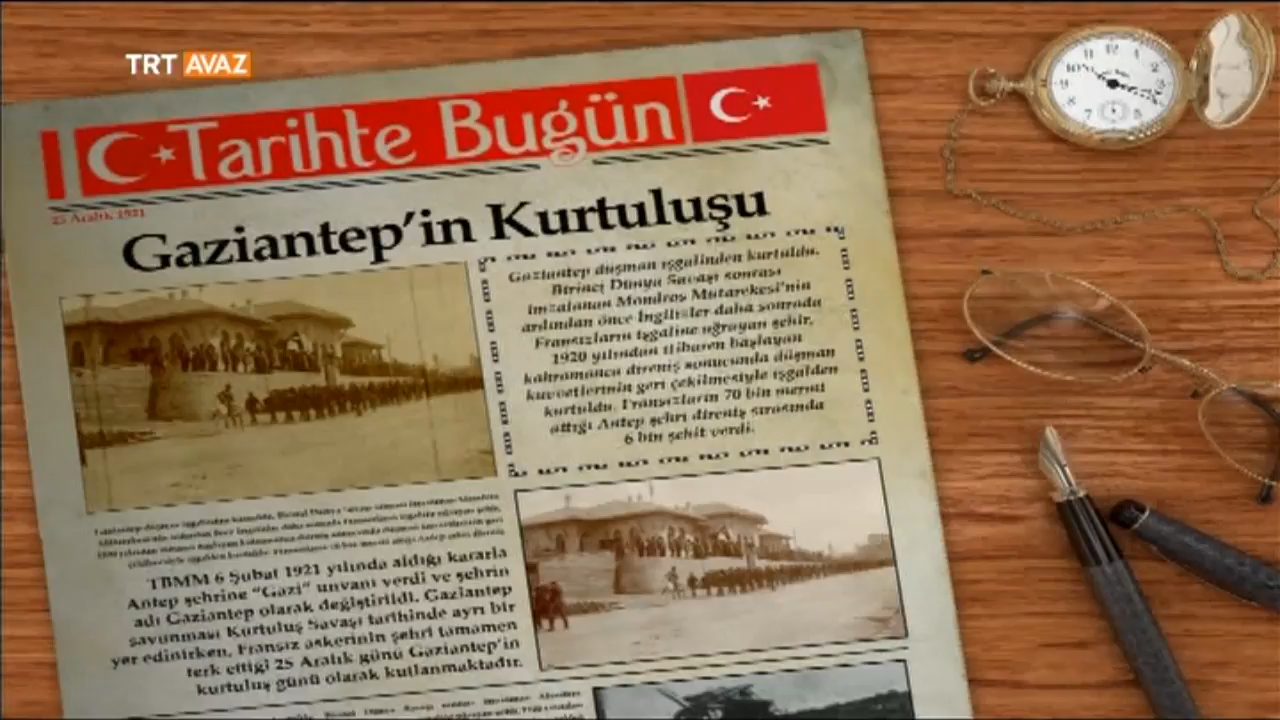 TRT AVAZ
Tarihte Bugün
25 Aralık 1921
Gaziantep'in Kurtuluşu
Gaziantep düşman işgalinden kurtuldu.
Birinci Dünya Savaşı sonrası
imzalanan Mondros Mütarekesi'nin
ardından önce İngilizler daha sonrada
Fransızların işgaline uğrayan şehir,
1920 yılından itibaren başlayan
kahramanca direniş sonucunda düşman
kuvvetlerinin geri çekilmesiyle işgalden
kurtuldu. Fransızların 70 bin mermi
attığı Antep şehri direniş sırasında
6 bin şehit verdi.
TBMM 6 Şubat 1921 yılında aldığı kararla
Antep şehrine "Gazi" unvanı verdi ve şehrin
adı Gaziantep olarak değiştirildi. Gaziantep
savunması Kurtuluş Savaşı tarihinde ayrı bir
yer edinirken, Fransız askerinin şehri tamamen
terk ettiği 25 Aralık günü Gaziantep'in
kurtuluş günü olarak kutlanmaktadır.